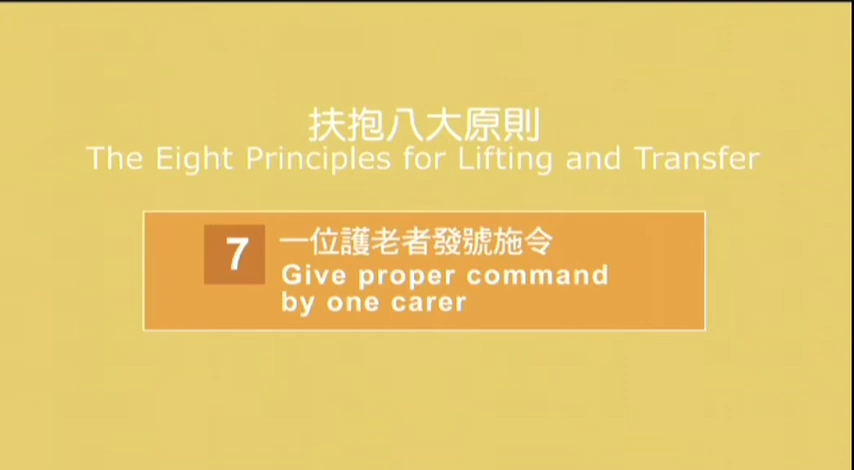 扶抱八大原則
The Eight Principles for Lifting and Transfer
7
一位護老者發號施令
Give proper command
by one carer